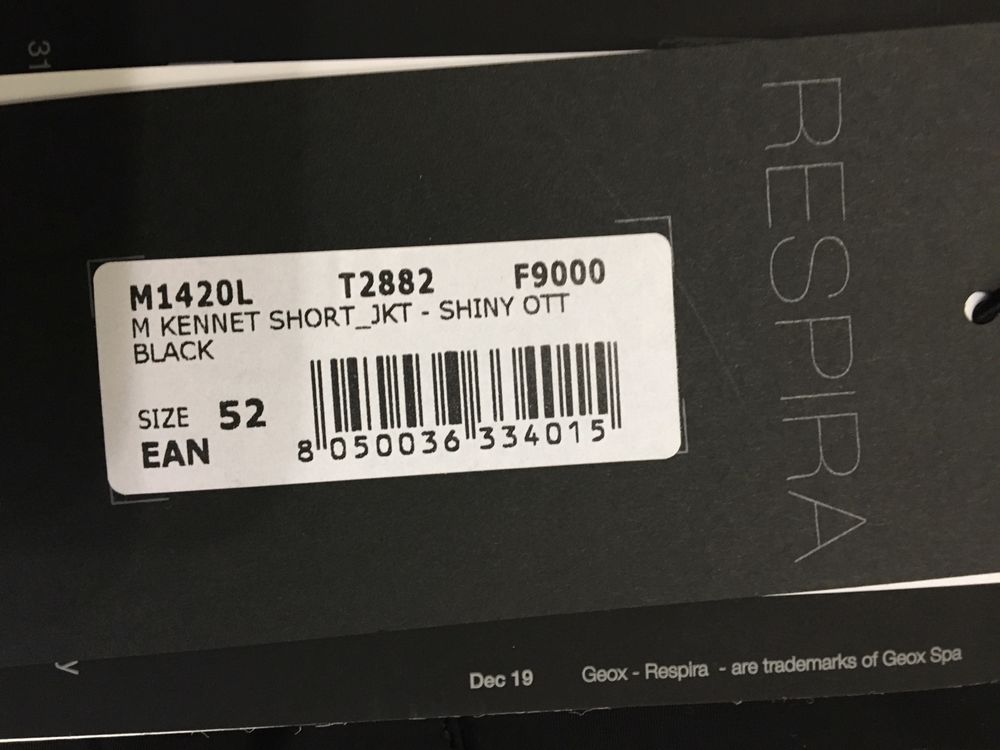 31
RESPIRA
M1420L T2882 F9000
M KENNET SHORT_JKT - SHINY OTT
BLACK
SIZE 52
EAN
8 050036 334015
y
Dec 19 Geox - Respira - are trademarks of Geox Spa